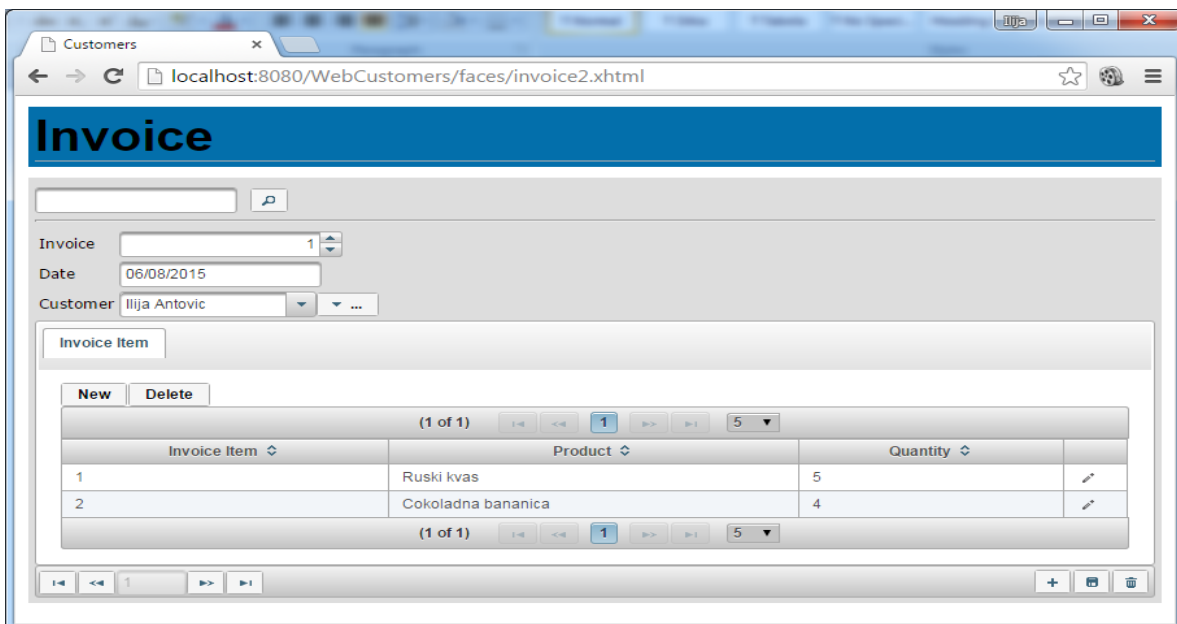 Ilija
Customers
localhost:8080/WebCustomers/faces/invoice2.xhtml
Invoice
Invoice 1
Date 06/08/2015
Customer Ilija Antovic ...
Invoice Item
New Delete
(1 of 1) 1 5
Invoice Item Product Quantity
1 Ruski kvas 5
2 Cokoladna bananica 4
(1 of 1) 1 5
1